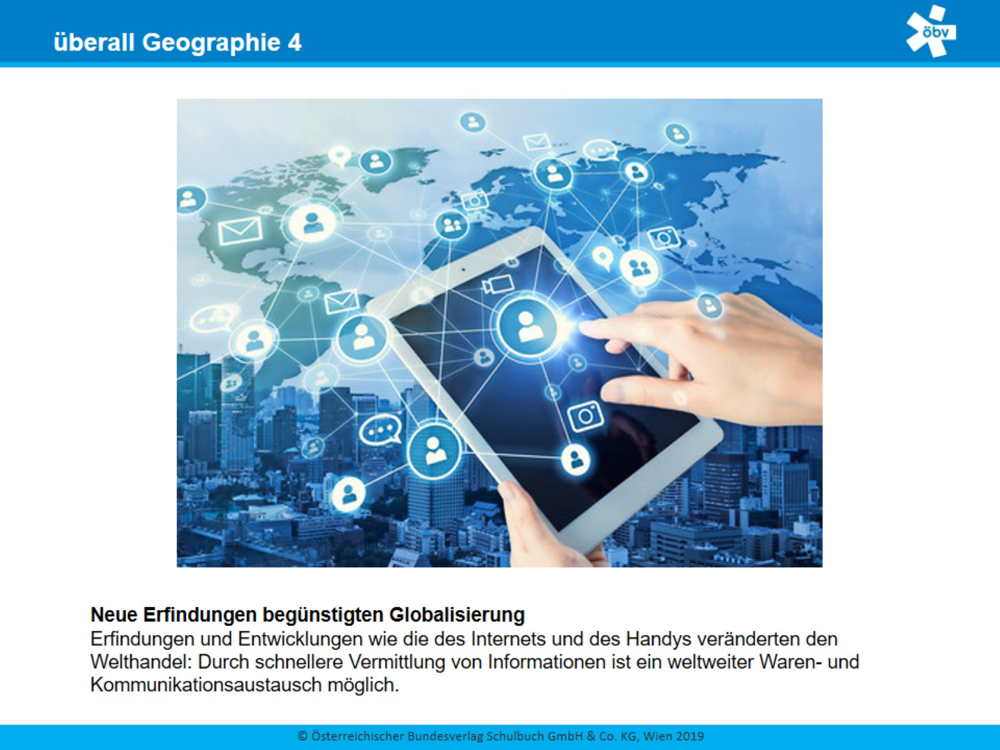 überall Geographie 4
öbv
Neue Erfindungen begünstigten Globalisierung
Erfindungen und Entwicklungen wie die des Internets und des Handys veränderten den
Welthandel: Durch schnellere Vermittlung von Informationen ist ein weltweiter Waren- und
Kommunikationsaustausch möglich.
© Österreichischer Bundesverlag Schulbuch GmbH & Co. KG, Wien 2019